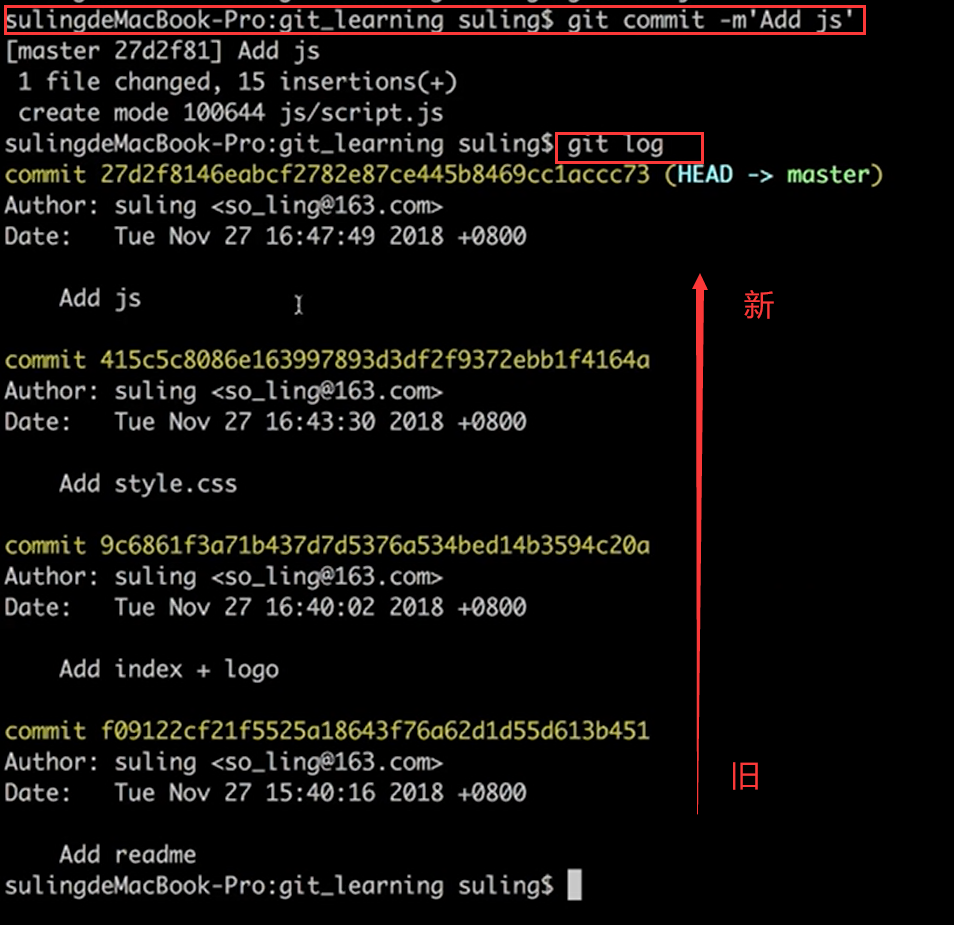 sulingdeMacBook-Pro:git_learning suling$ git commit -m'Add js'
[master 27d2f81] Add js
 1 file changed, 15 insertions(+)
 create mode 100644 js/script.js
sulingdeMacBook-Pro:git_learning suling$ git log
commit 27d2f8146eabcf2782e87ce445b8469cc1accc73 (HEAD -> master)
Author: suling <so_ling@163.com>
Date:   Tue Nov 27 16:47:49 2018 +0800
    Add js
新
commit 415c5c8086e163997893d3df2f9372ebb1f4164a
Author: suling <so_ling@163.com>
Date:   Tue Nov 27 16:43:30 2018 +0800
    Add style.css
commit 9c6861f3a71b437d7d5376a534bed14b3594c20a
Author: suling <so_ling@163.com>
Date:   Tue Nov 27 16:40:02 2018 +0800
    Add index + logo
commit f09122cf21f5525a18643f76a62d1d55d613b451
Author: suling <so_ling@163.com>
旧
Date:   Tue Nov 27 15:40:16 2018 +0800
    Add readme
sulingdeMacBook-Pro:git_learning suling$